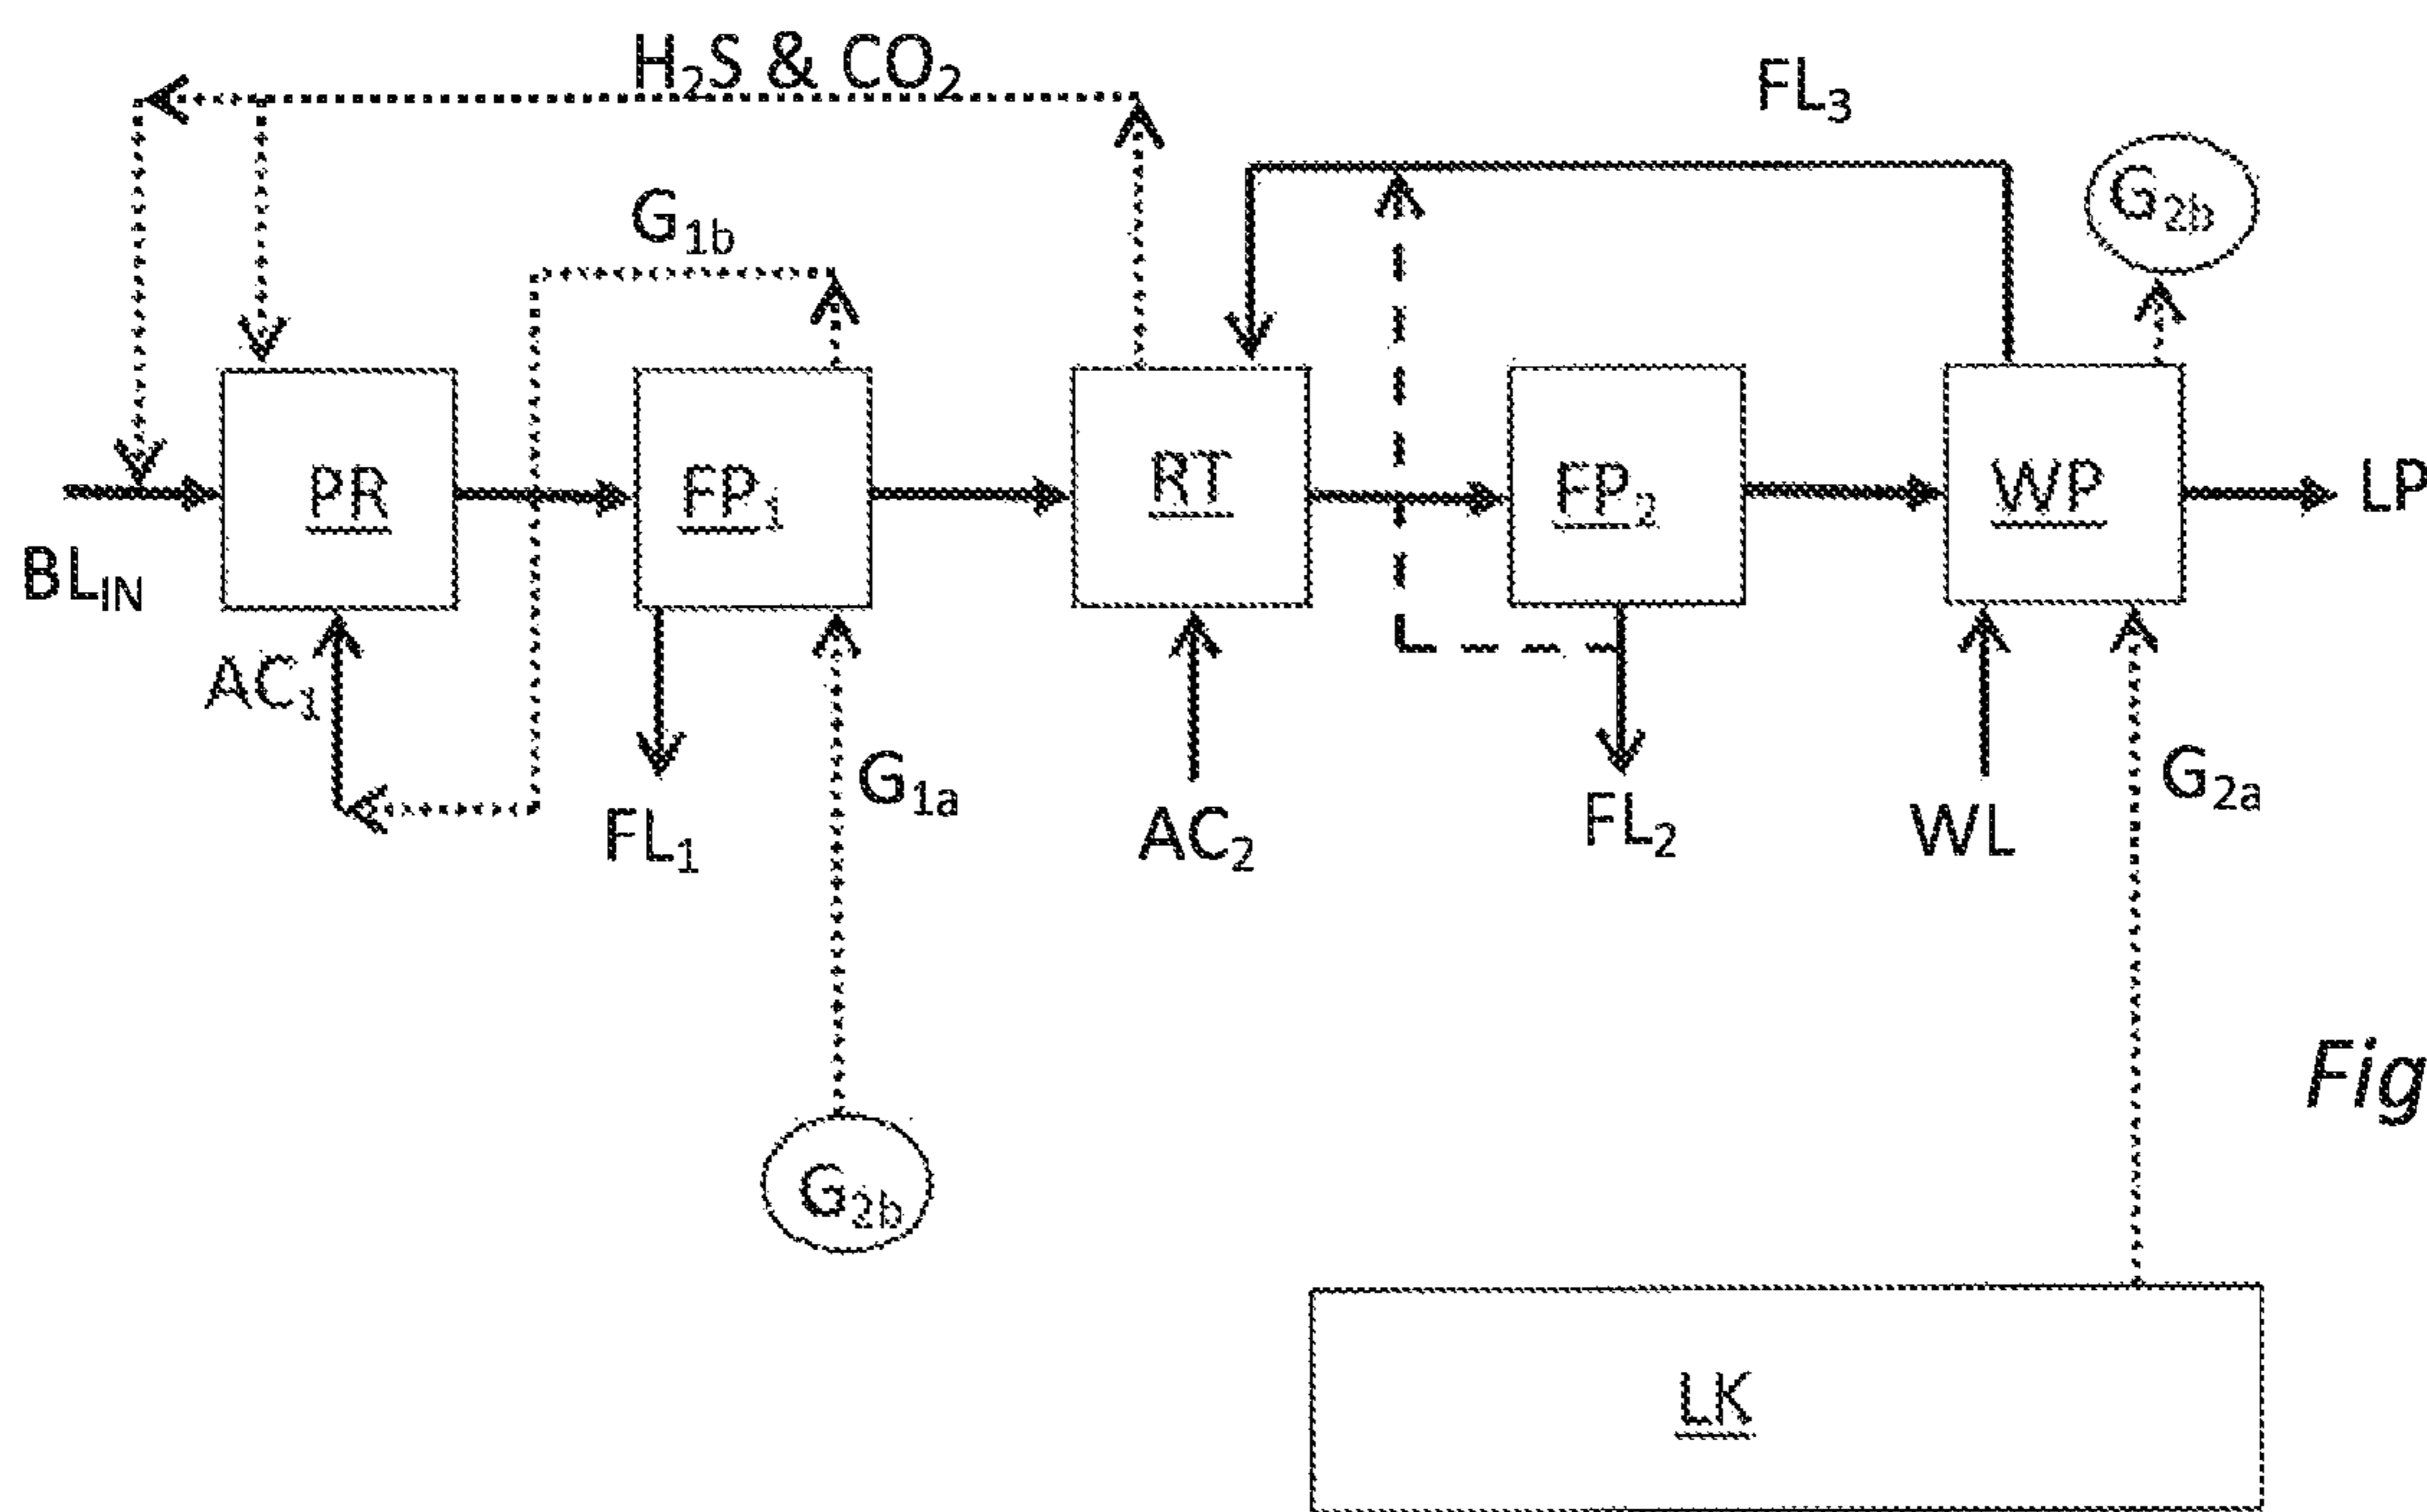 H₂S & CO₂
FL₃
G₂b
G₁b
PR
FP₁
RT
FP₂
WP
LP
BL_IN
AC₁
G₁a
G₂a
FL₁
AC₂
FL₂
WL
Fig
G₂b
LK